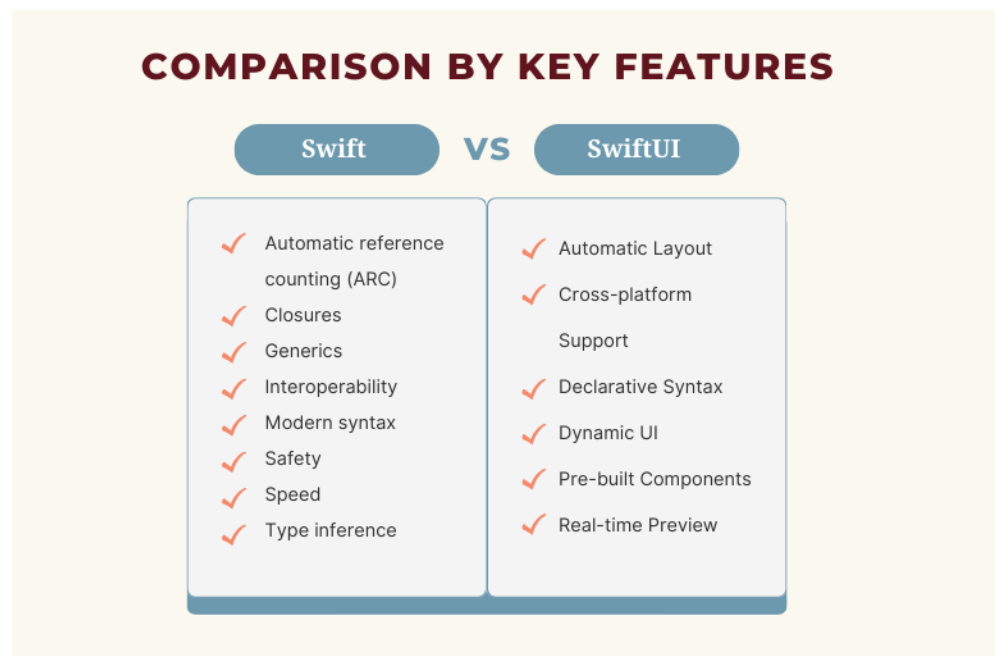 COMPARISON BY KEY FEATURES
Swift VS SwiftUI
Automatic reference
counting (ARC)
Closures
Generics
Interoperability
Modern syntax
Safety
Speed
Type inference
Automatic Layout
Cross-platform
Support
Declarative Syntax
Dynamic UI
Pre-built Components
Real-time Preview